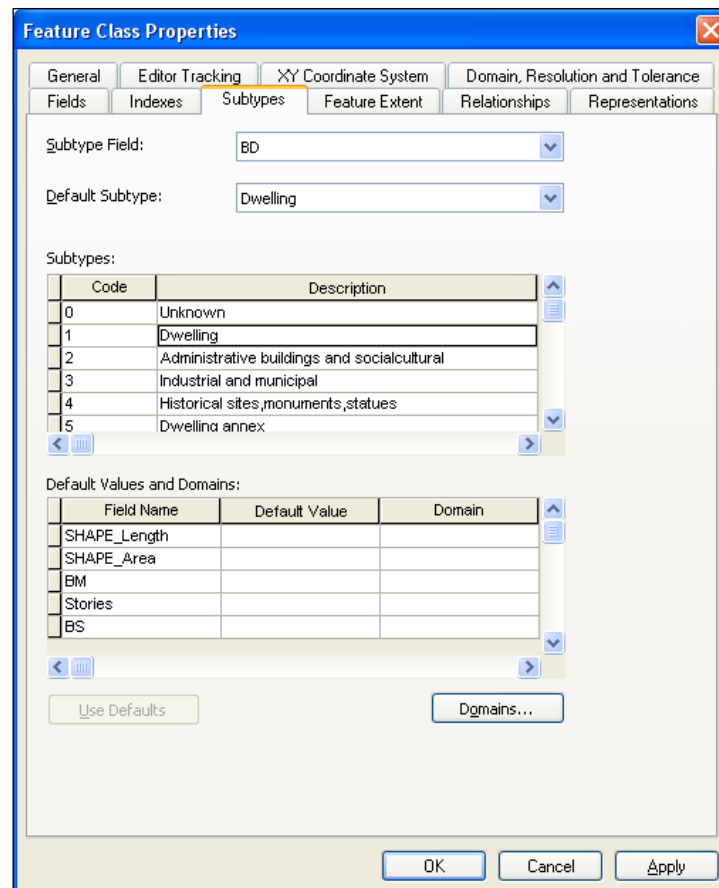 Feature Class Properties
General Editor Tracking XY Coordinate System Domain, Resolution and Tolerance
Fields Indexes Subtypes Feature Extent Relationships Representations
Subtype Field: BD
Default Subtype: Dwelling
Subtypes:
Code Description
0 Unknown
1 Dwelling
2 Administrative buildings and socialcultural
3 Industrial and municipal
4 Historical sites,monuments,statues
5 Dwelling annex
Default Values and Domains:
Field Name Default Value Domain
SHAPE_Length
SHAPE_Area
BM
Stories
BS
Use Defaults Domains...
OK Cancel Apply